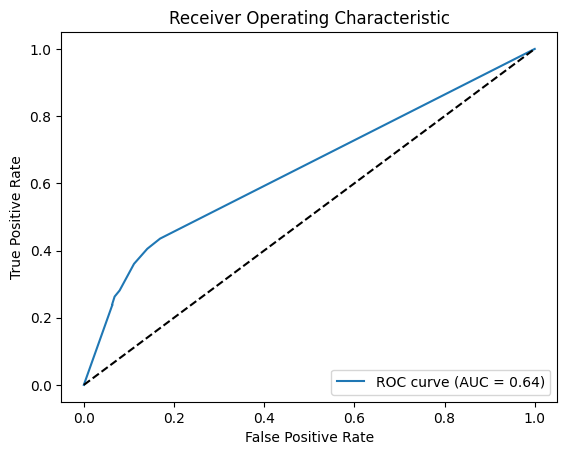 Receiver Operating Characteristic
1.0
0.8
0.6
0.4
0.2
0.0
True Positive Rate
ROC curve (AUC = 0.64)
0.0 0.2 0.4 0.6 0.8 1.0
False Positive Rate